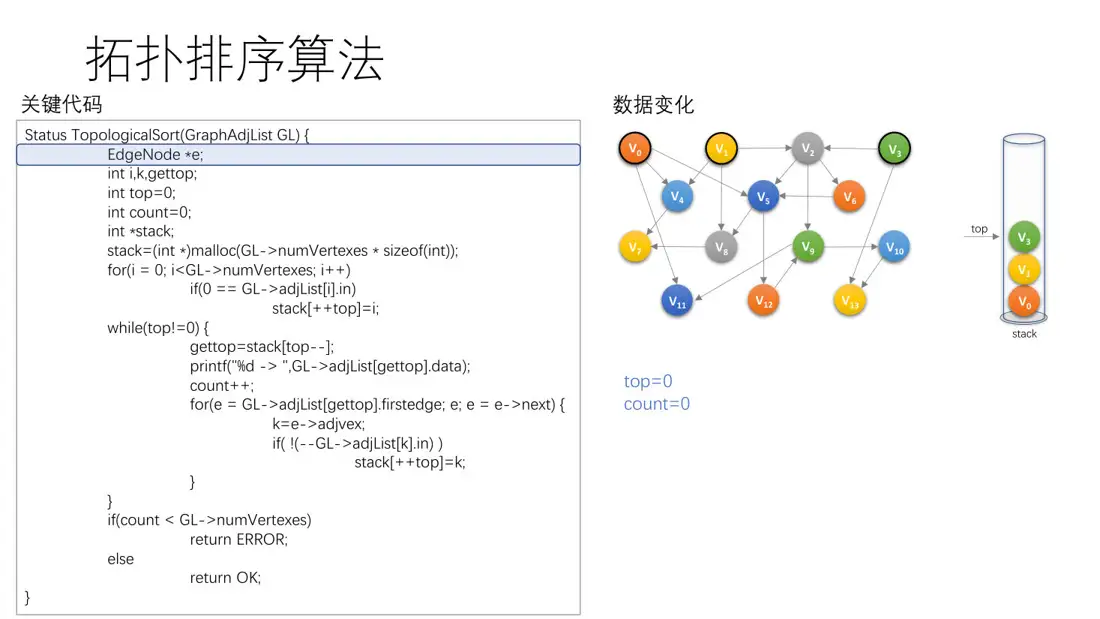 拓扑排序算法
关键代码
Status TopologicalSort(GraphAdjList GL) {
EdgeNode *e;
int i,k,gettop;
int top=0;
int count=0;
int *stack;
stack=(int *)malloc(GL->numVertexes * sizeof(int));
for(i = 0; i<GL->numVertexes; i++)
if(0 == GL->adjList[i].in)
stack[++top]=i;
while(top!=0) {
gettop=stack[top--];
printf("%d -> ",GL->adjList[gettop].data);
count++;
for(e = GL->adjList[gettop].firstedge; e; e = e->next) {
k=e->adjvex;
if( !(--GL->adjList[k].in) )
stack[++top]=k;
}
}
if(count < GL->numVertexes)
return ERROR;
else
return OK;
}
数据变化
V0 V1 V2 V3
V4 V5 V6
V7 V8 V9 V10
V11 V12 V13
top
V3
V1
V0
stack
top=0
count=0